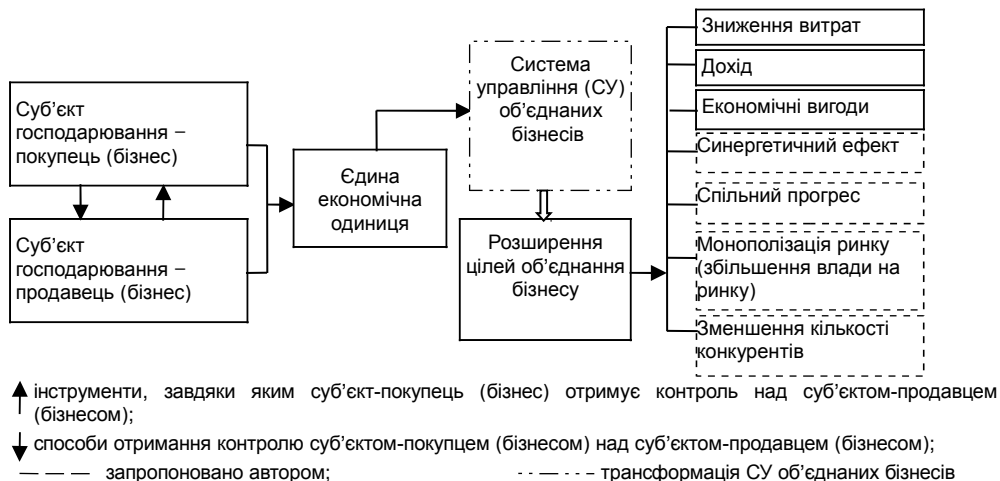 Суб’єкт
господарювання –
покупець (бізнес)
Суб’єкт
господарювання –
продавець (бізнес)
Єдина
економічна
одиниця
Система
управління (СУ)
об’єднаних
бізнесів
Розширення
цілей об’єднання
бізнесу
Зниження витрат
Дохід
Економічні вигоди
Синергетичний ефект
Спільний прогрес
Монополізація ринку
(збільшення влади на
ринку)
Зменшення кількості
конкурентів
інструменти, завдяки яким суб’єкт-покупець (бізнес) отримує контроль над суб’єктом-продавцем
(бізнесом);
способи отримання контролю суб’єктом-покупцем (бізнесом) над суб’єктом-продавцем (бізнесом);
запропоновано автором;
трансформація СУ об’єднаних бізнесів